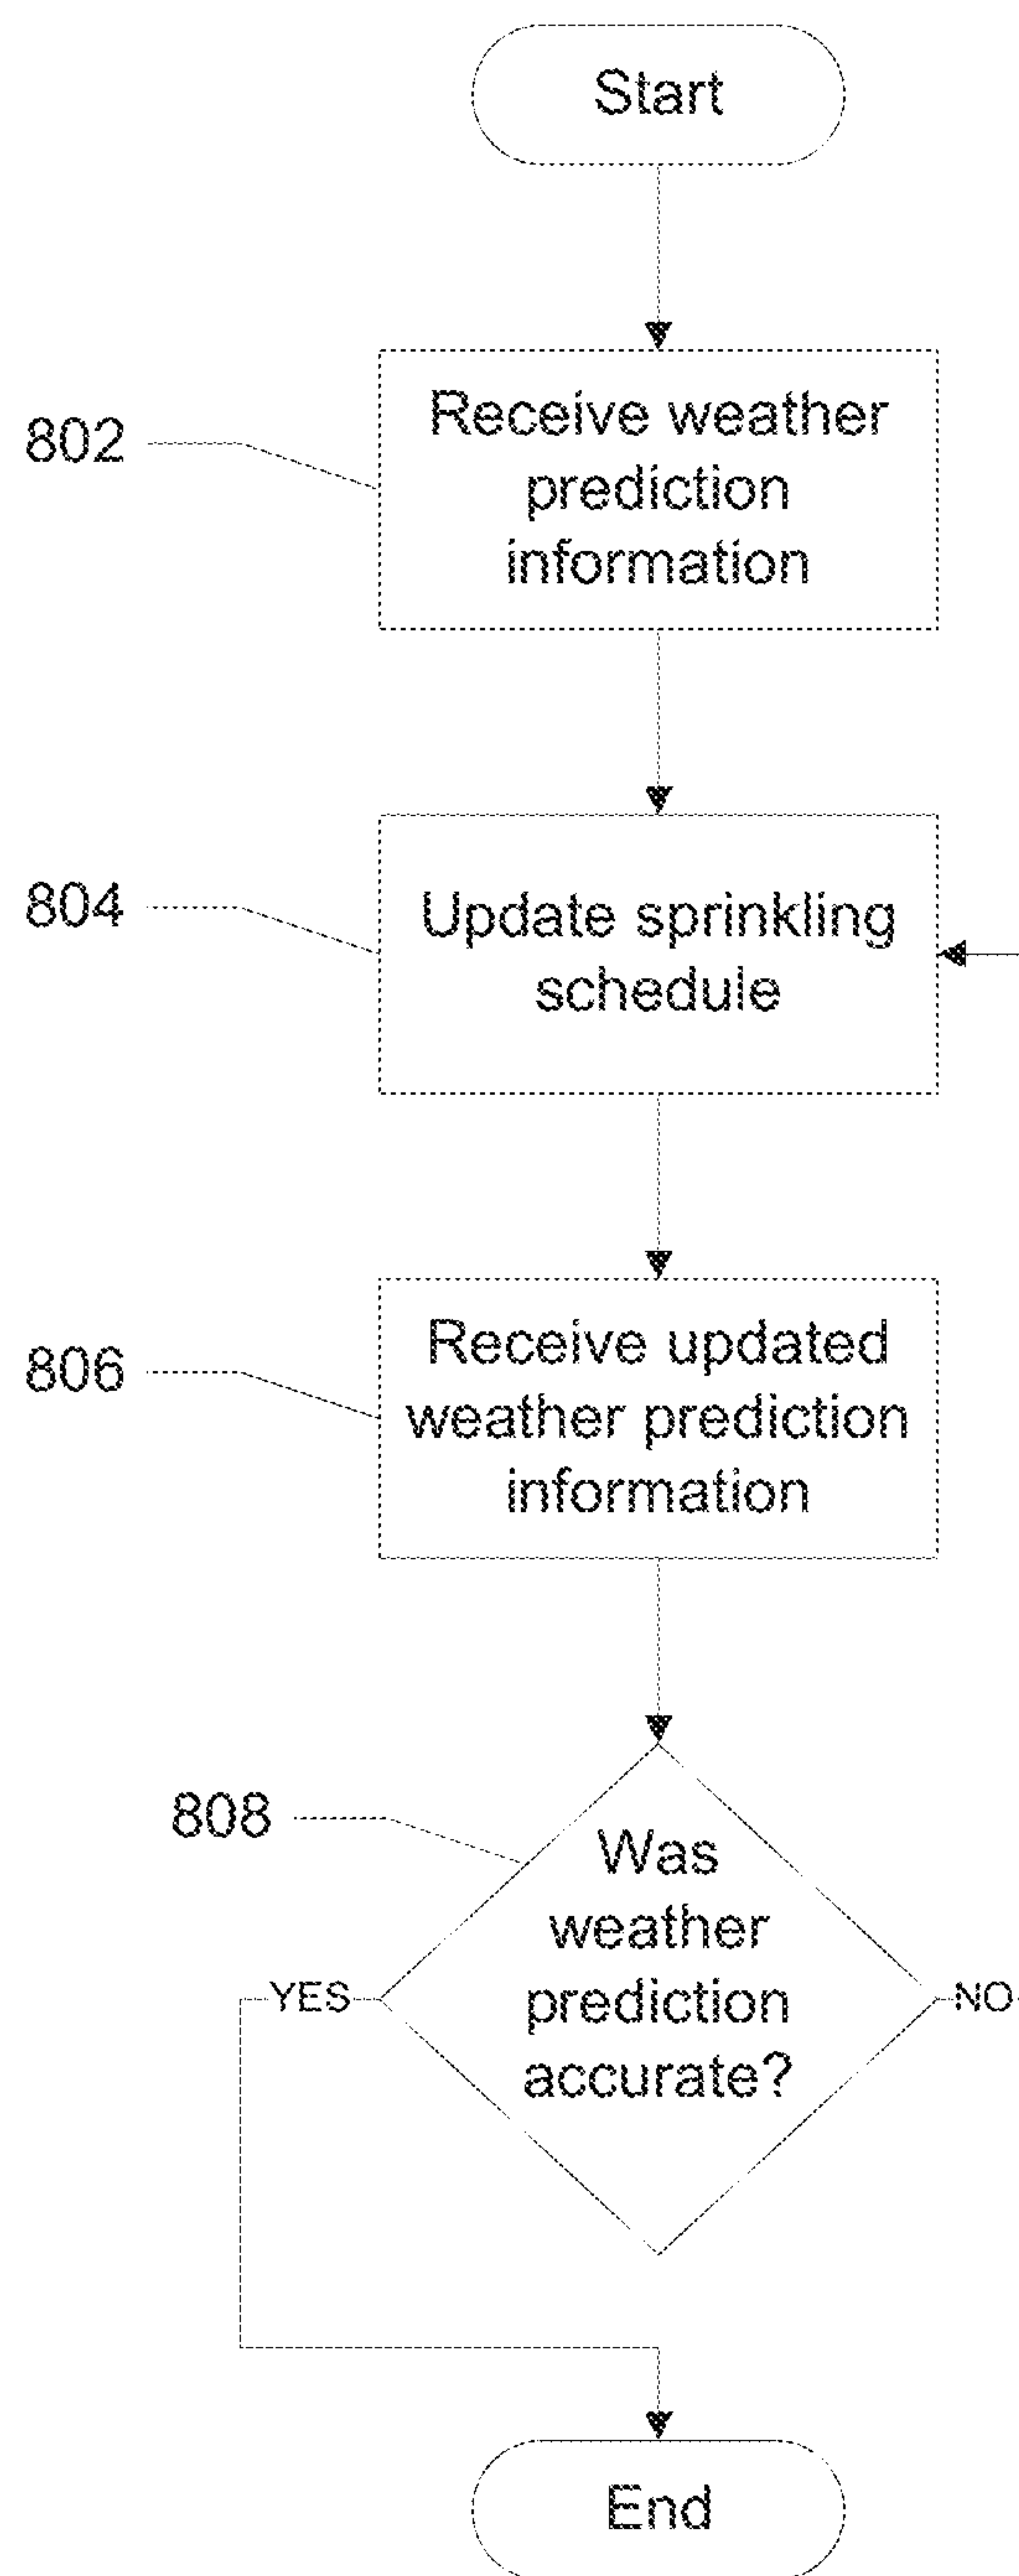 Start
802
Receive weather
prediction
information
804
Update sprinkling
schedule
806
Receive updated
weather prediction
information
808
Was
weather
prediction
accurate?
YES
NO
End